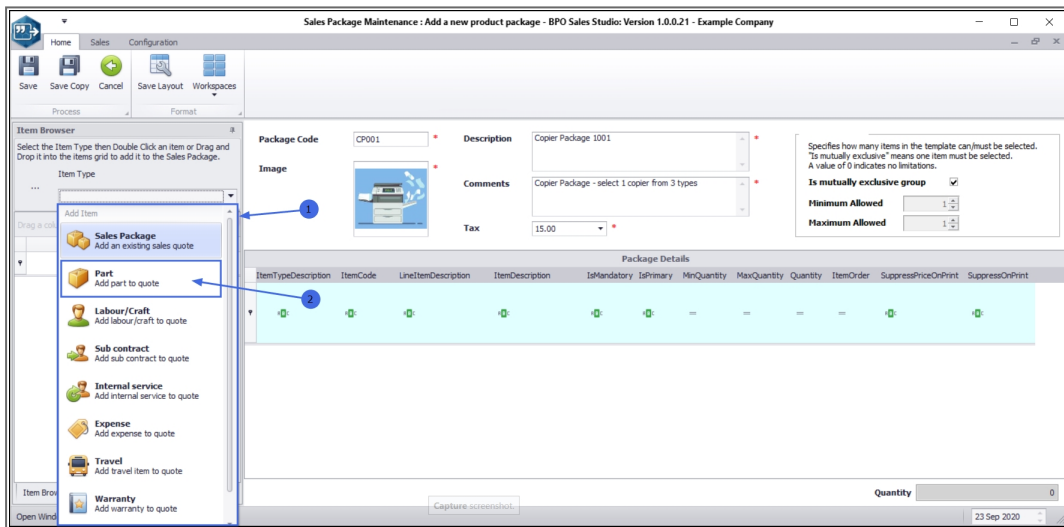 Sales Package Maintenance : Add a new product package - BPO Sales Studio: Version 1.0.0.21 - Example Company
Home Sales Configuration
Save Save Copy Cancel Save Layout Workspaces
Process Format
Item Browser
Select the Item Type then Double Click an item or Drag and
Drop it into the items grid to add it to the Sales Package.
Item Type
...
Drag a colu
Add Item
Sales Package
Add an existing sales quote
Part
Add part to quote
Labour/Craft
Add labour/craft to quote
Sub contract
Add sub contract to quote
Internal service
Add internal service to quote
Expense
Add expense to quote
Travel
Add travel item to quote
Warranty
Add warranty to quote
1
2
Package Code CP001 * Description Copier Package 1001 *
Image *
Comments Copier Package - select 1 copier from 3 types *
Tax 15.00 *
Specifies how many items in the template can/must be selected.
"Is mutually exclusive" means one item must be selected.
A value of 0 indicates no limitations.
Is mutually exclusive group
Minimum Allowed 1
Maximum Allowed 1
Package Details
ItemTypeDescription ItemCode LineItemDescription ItemDescription IsMandatory IsPrimary MinQuantity MaxQuantity Quantity ItemOrder SuppressPriceOnPrint SuppressOnPrint
= = = =
Item Brow
Quantity 0
Capture screenshot.
Open Wind
23 Sep 2020